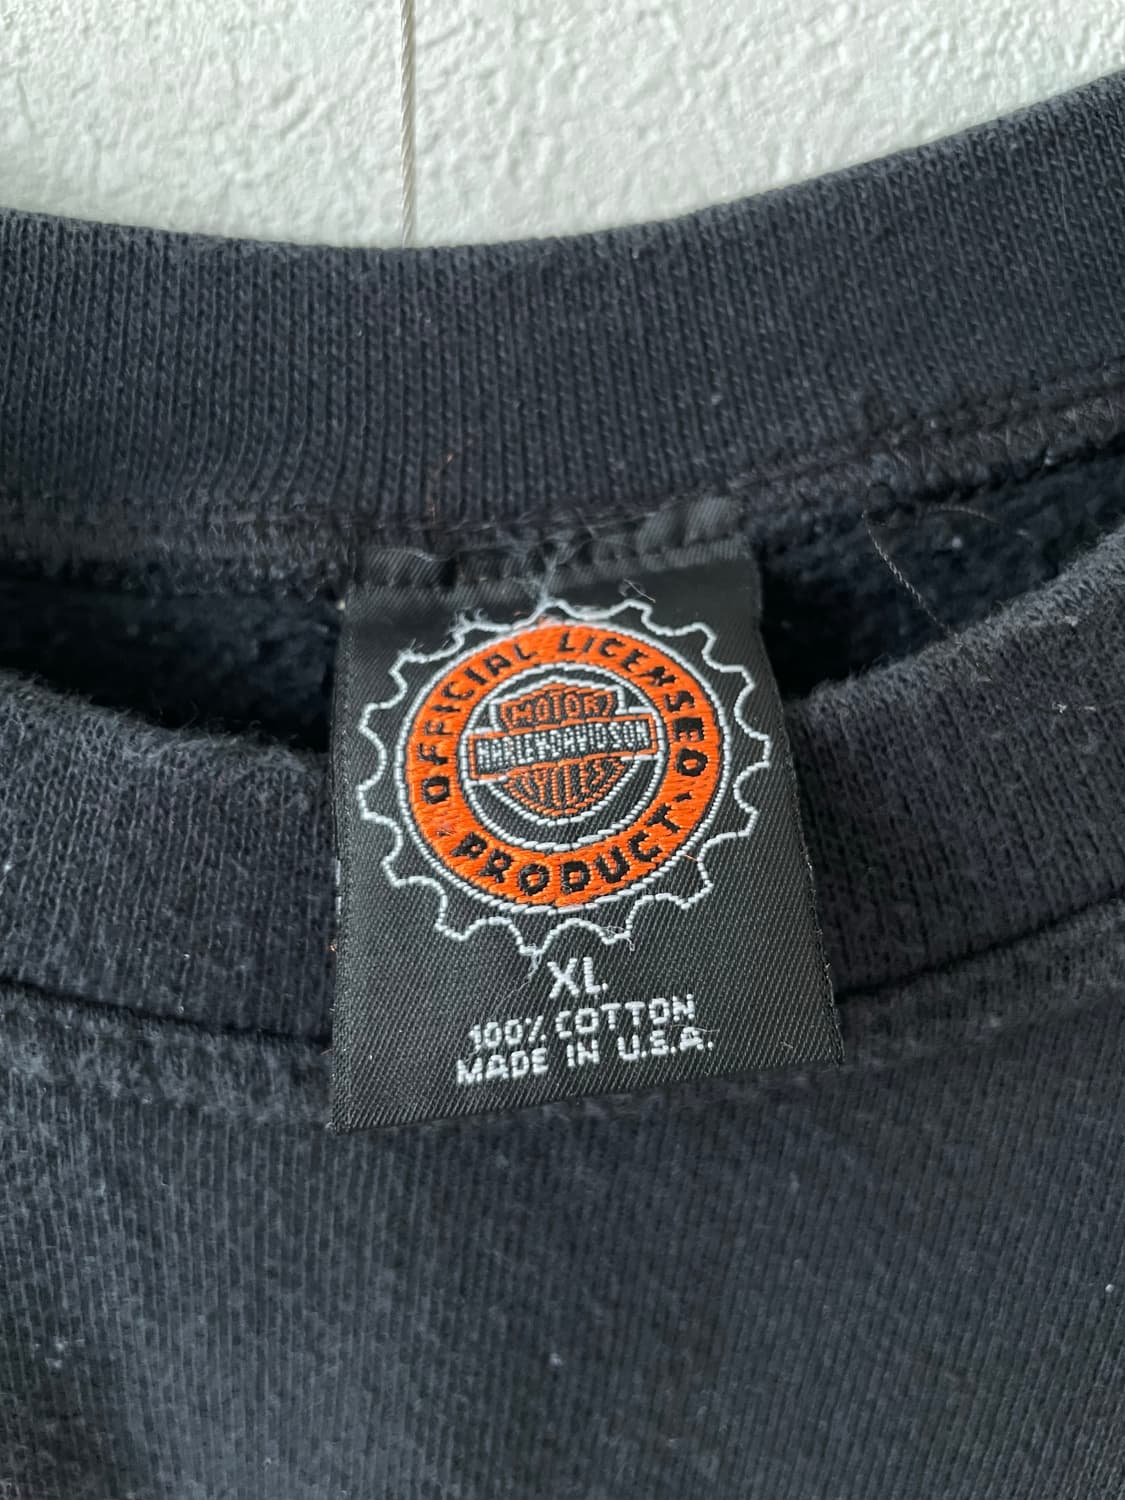 OFFICIAL LICENSED
PRODUCT
MOTOR
HARLEY-DAVIDSON
CYCLES
XL
100% COTTON
MADE IN U.S.A.